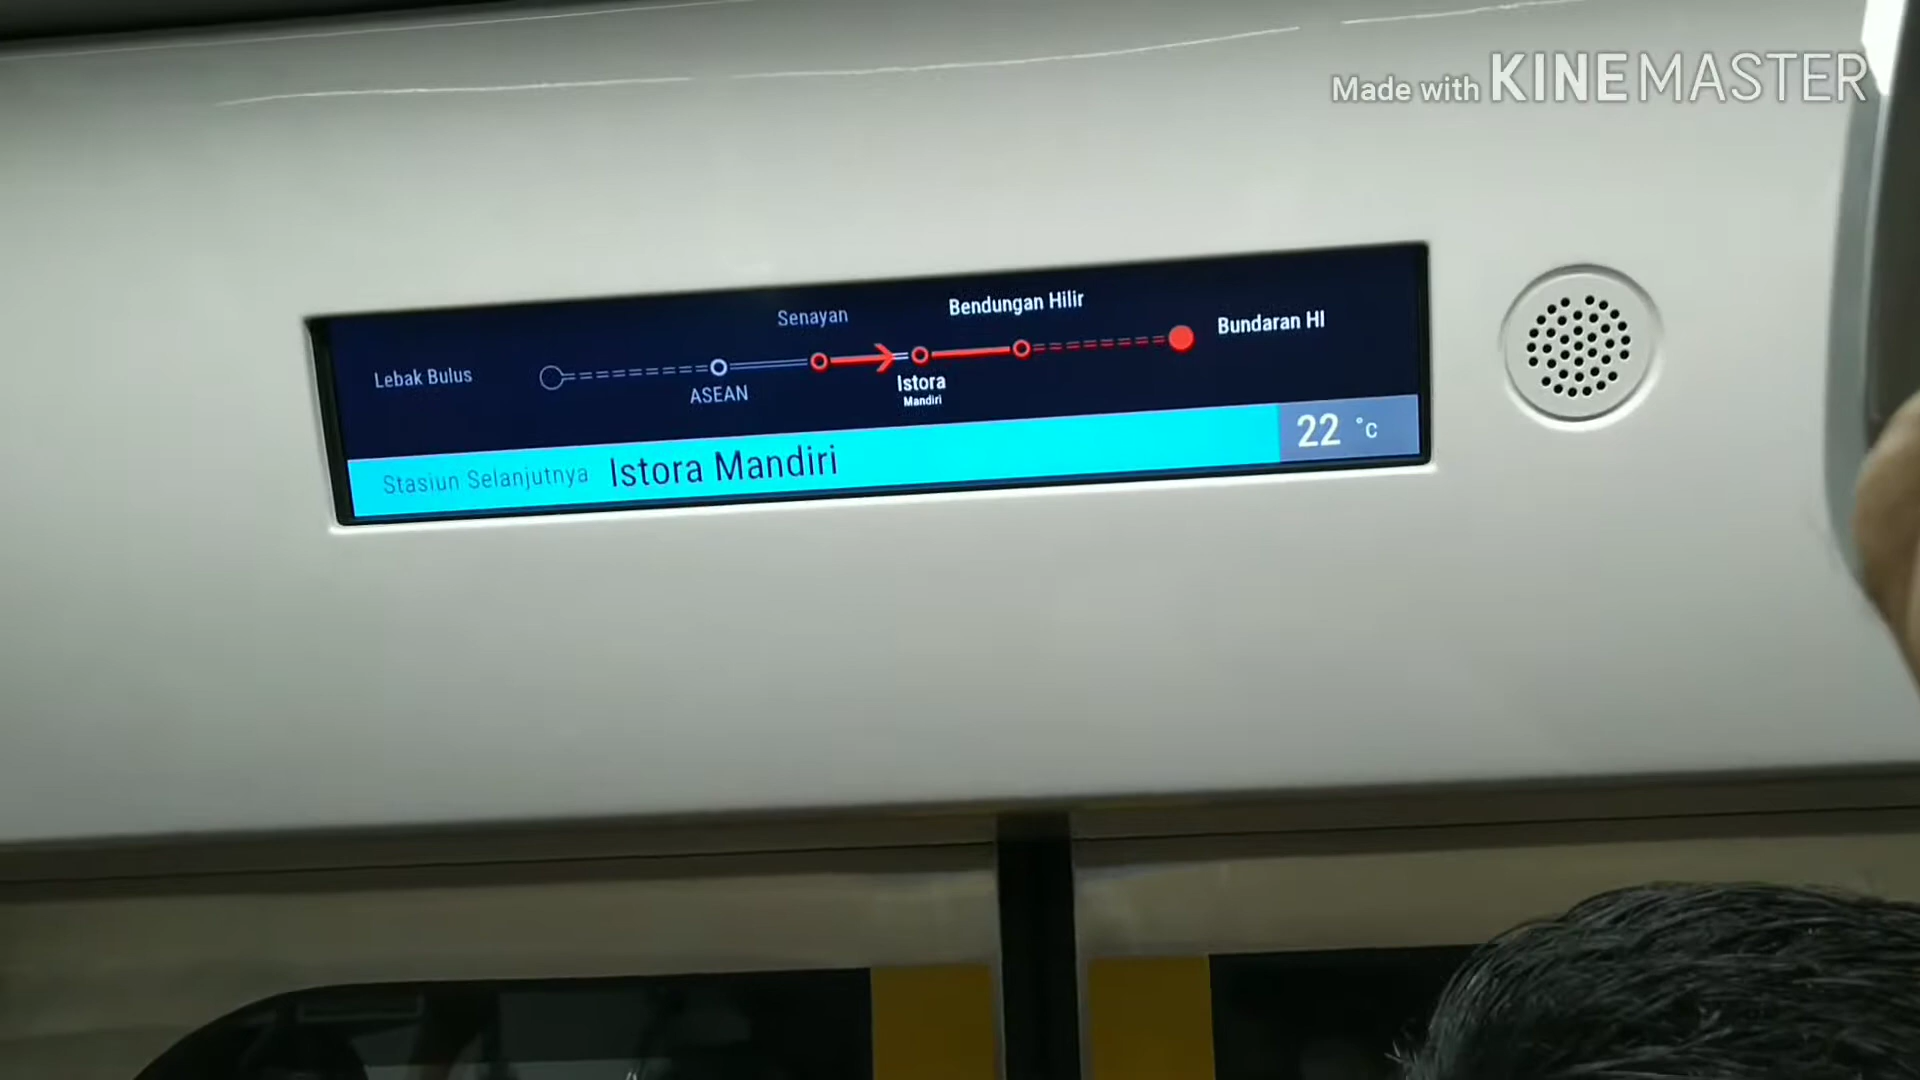 Made with KINEMASTER
Senayan
Bendungan Hilir
Bundaran HI
Lebak Bulus
ASEAN
Istora
Mandiri
Stasiun Selanjutnya Istora Mandiri
22 °C